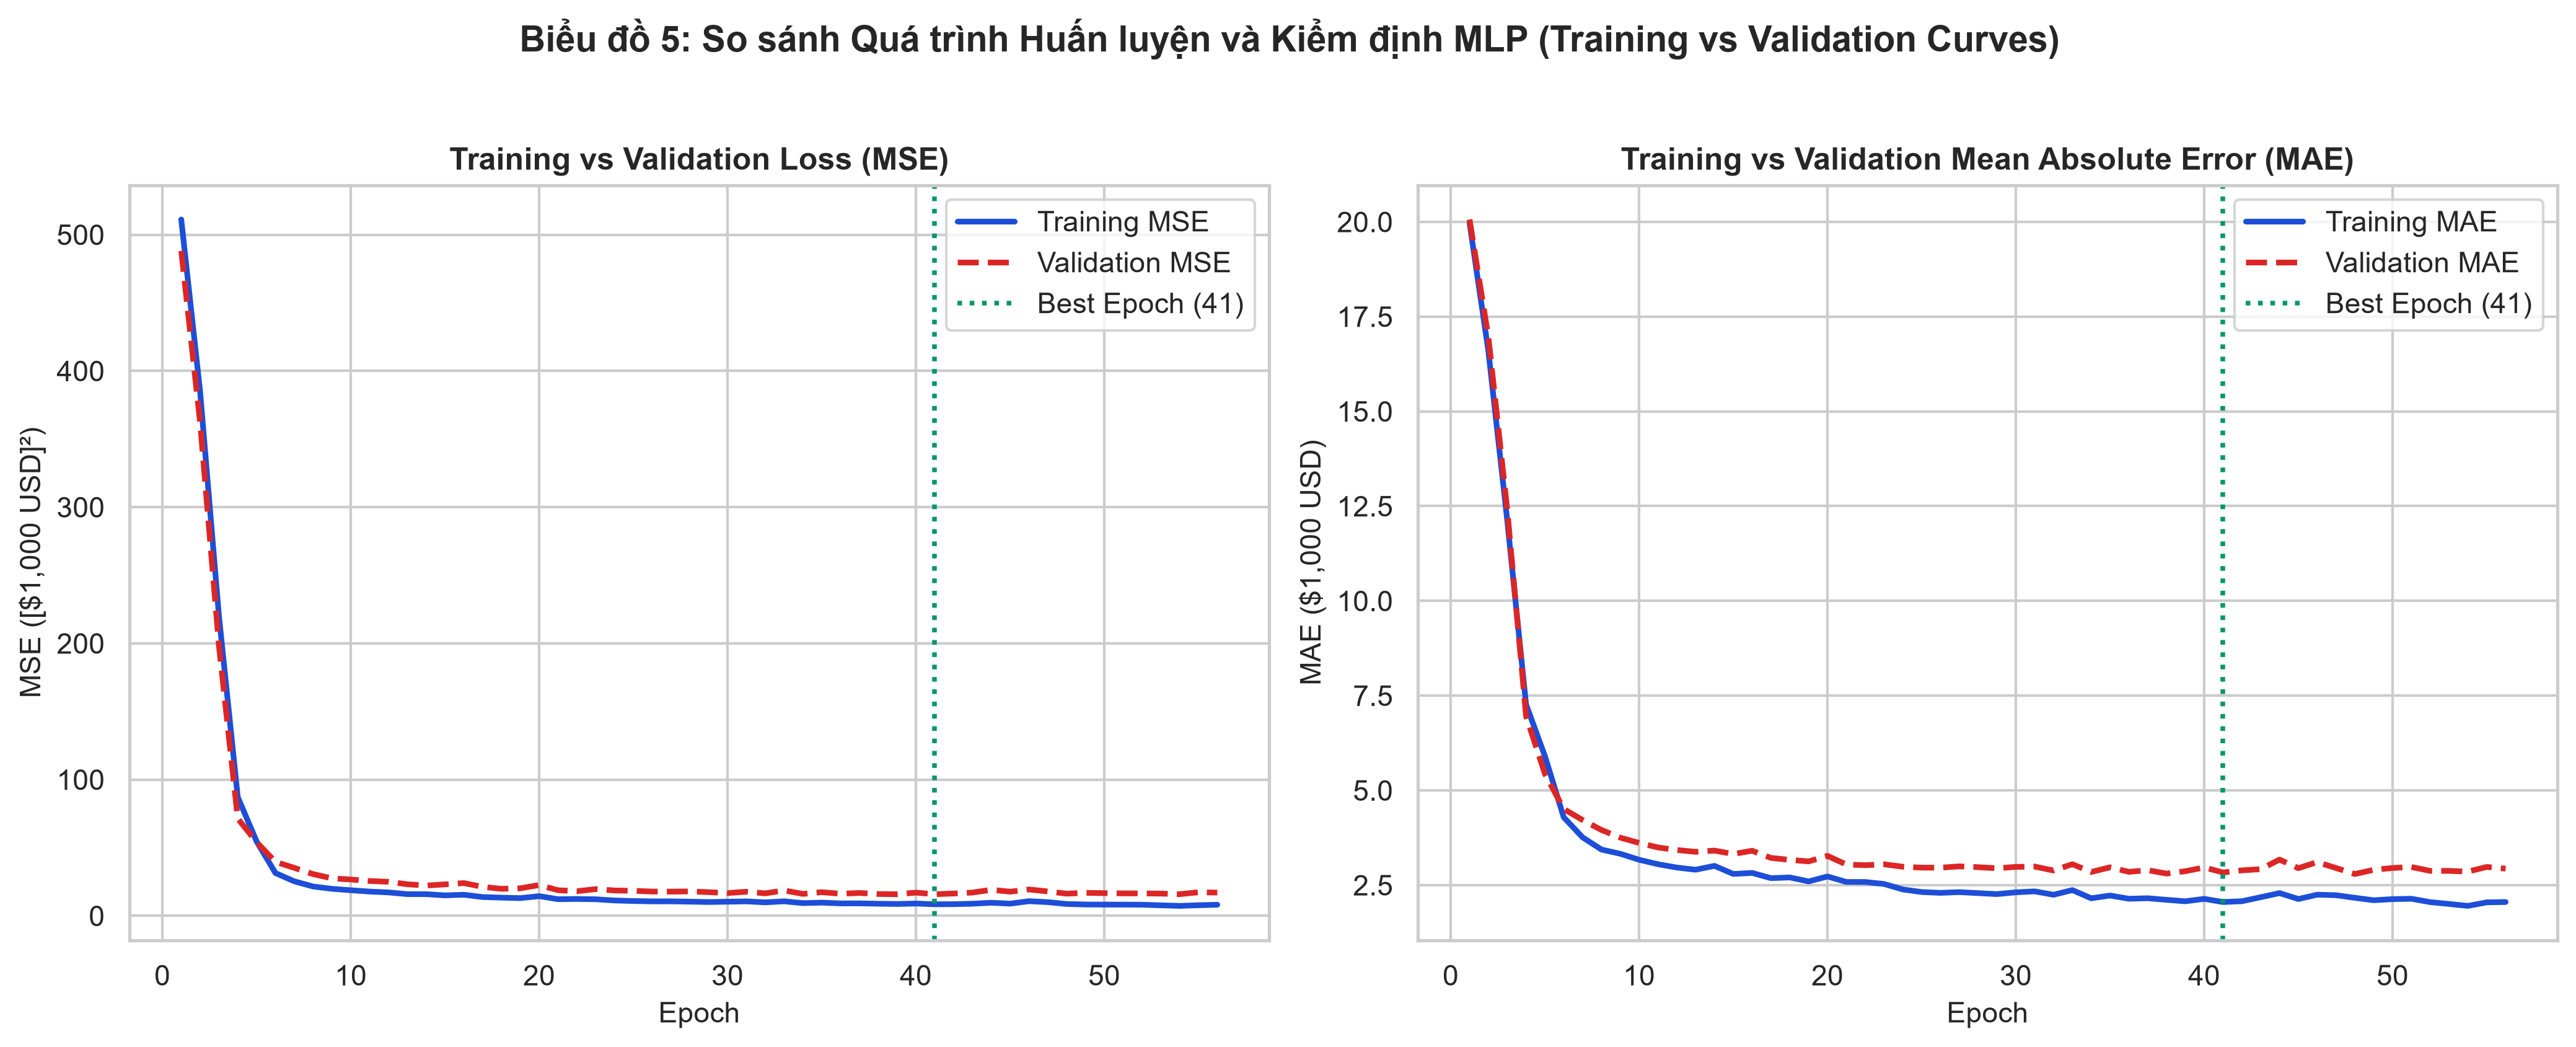 Biểu đồ 5: So sánh Quá trình Huấn luyện và Kiểm định MLP (Training vs Validation Curves)
Training vs Validation Loss (MSE)
500
400
300
200
100
0
MSE ([$1,000 USD]²)
0 10 20 30 40 50
Epoch
Training MSE
Validation MSE
Best Epoch (41)
Training vs Validation Mean Absolute Error (MAE)
20.0
17.5
15.0
12.5
10.0
7.5
5.0
2.5
MAE ($1,000 USD)
0 10 20 30 40 50
Epoch
Training MAE
Validation MAE
Best Epoch (41)